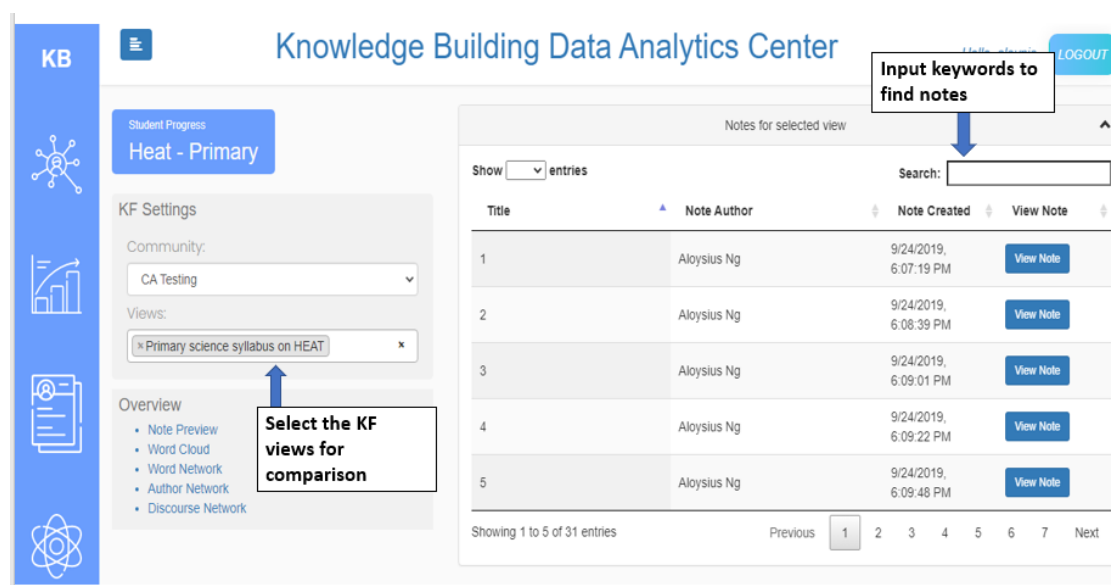 KB
Knowledge Building Data Analytics Center
LOGOUT
Input keywords to
find notes
Student Progress
Heat - Primary
KF Settings
Community:
CA Testing
Views:
× Primary science syllabus on HEAT ×
Select the KF
views for
comparison
Overview
• Note Preview
• Word Cloud
• Word Network
• Author Network
• Discourse Network
Notes for selected view
Show entries
Search:
Title Note Author Note Created View Note
1 Aloysius Ng 9/24/2019, View Note
6:07:19 PM
2 Aloysius Ng 9/24/2019, View Note
6:08:39 PM
3 Aloysius Ng 9/24/2019, View Note
6:09:01 PM
4 Aloysius Ng 9/24/2019, View Note
6:09:22 PM
5 Aloysius Ng 9/24/2019, View Note
6:09:48 PM
Showing 1 to 5 of 31 entries
Previous 1 2 3 4 5 6 7 Next